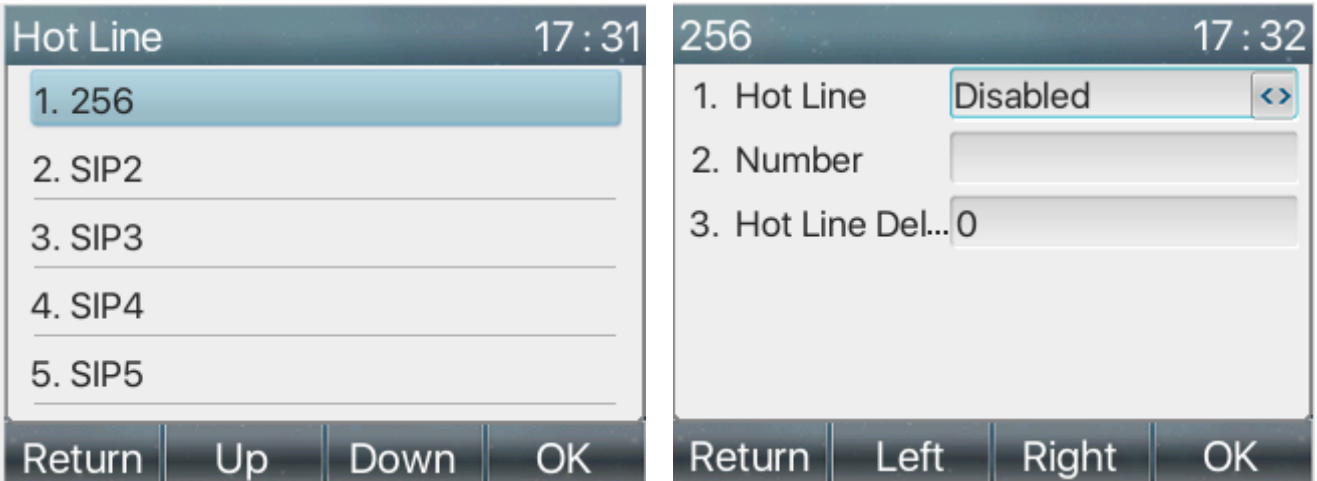 Hot Line 17:31
1. 256
2. SIP2
3. SIP3
4. SIP4
5. SIP5
Return Up Down OK
256 17:32
1. Hot Line Disabled <>
2. Number
3. Hot Line Del... 0
Return Left Right OK